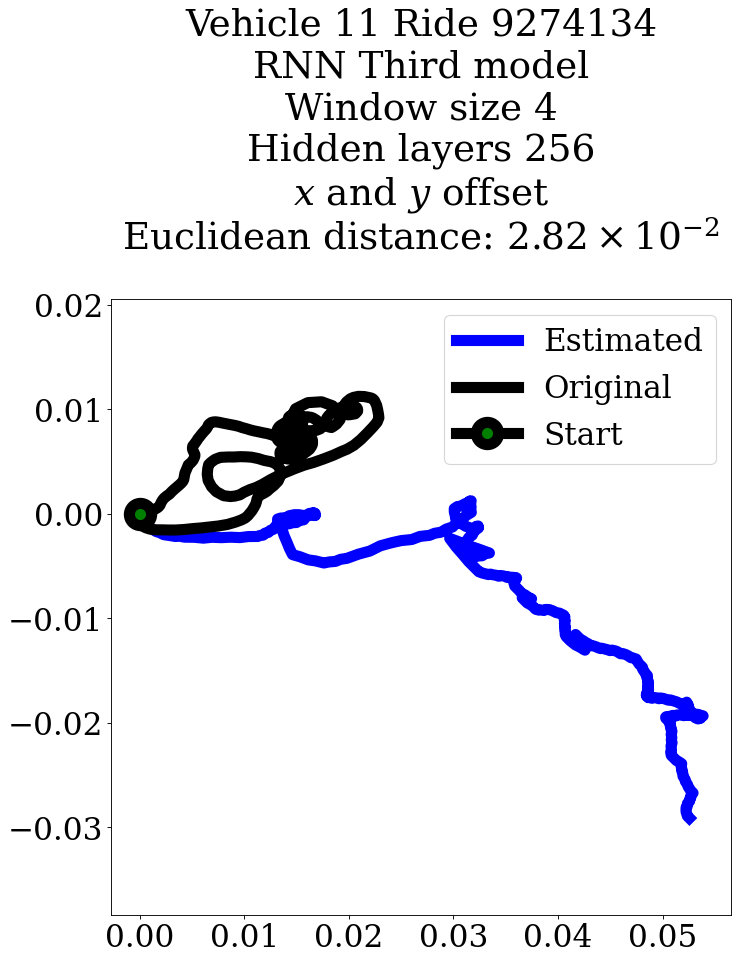 Vehicle 11 Ride 9274134
RNN Third model
Window size 4
Hidden layers 256
x and y offset
Euclidean distance: 2.82 × 10⁻²
0.02
0.01
0.00
−0.01
−0.02
−0.03
Estimated
Original
Start
0.00 0.01 0.02 0.03 0.04 0.05